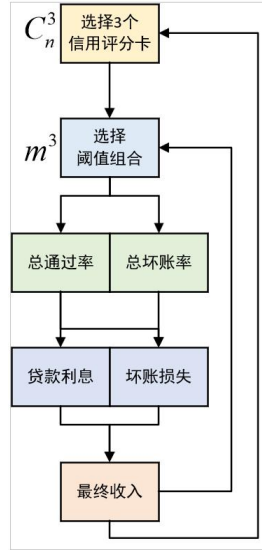 C_n^3
选择3个
信用评分卡
m^3
选择
阈值组合
总通过率
总坏账率
贷款利息
坏账损失
最终收入